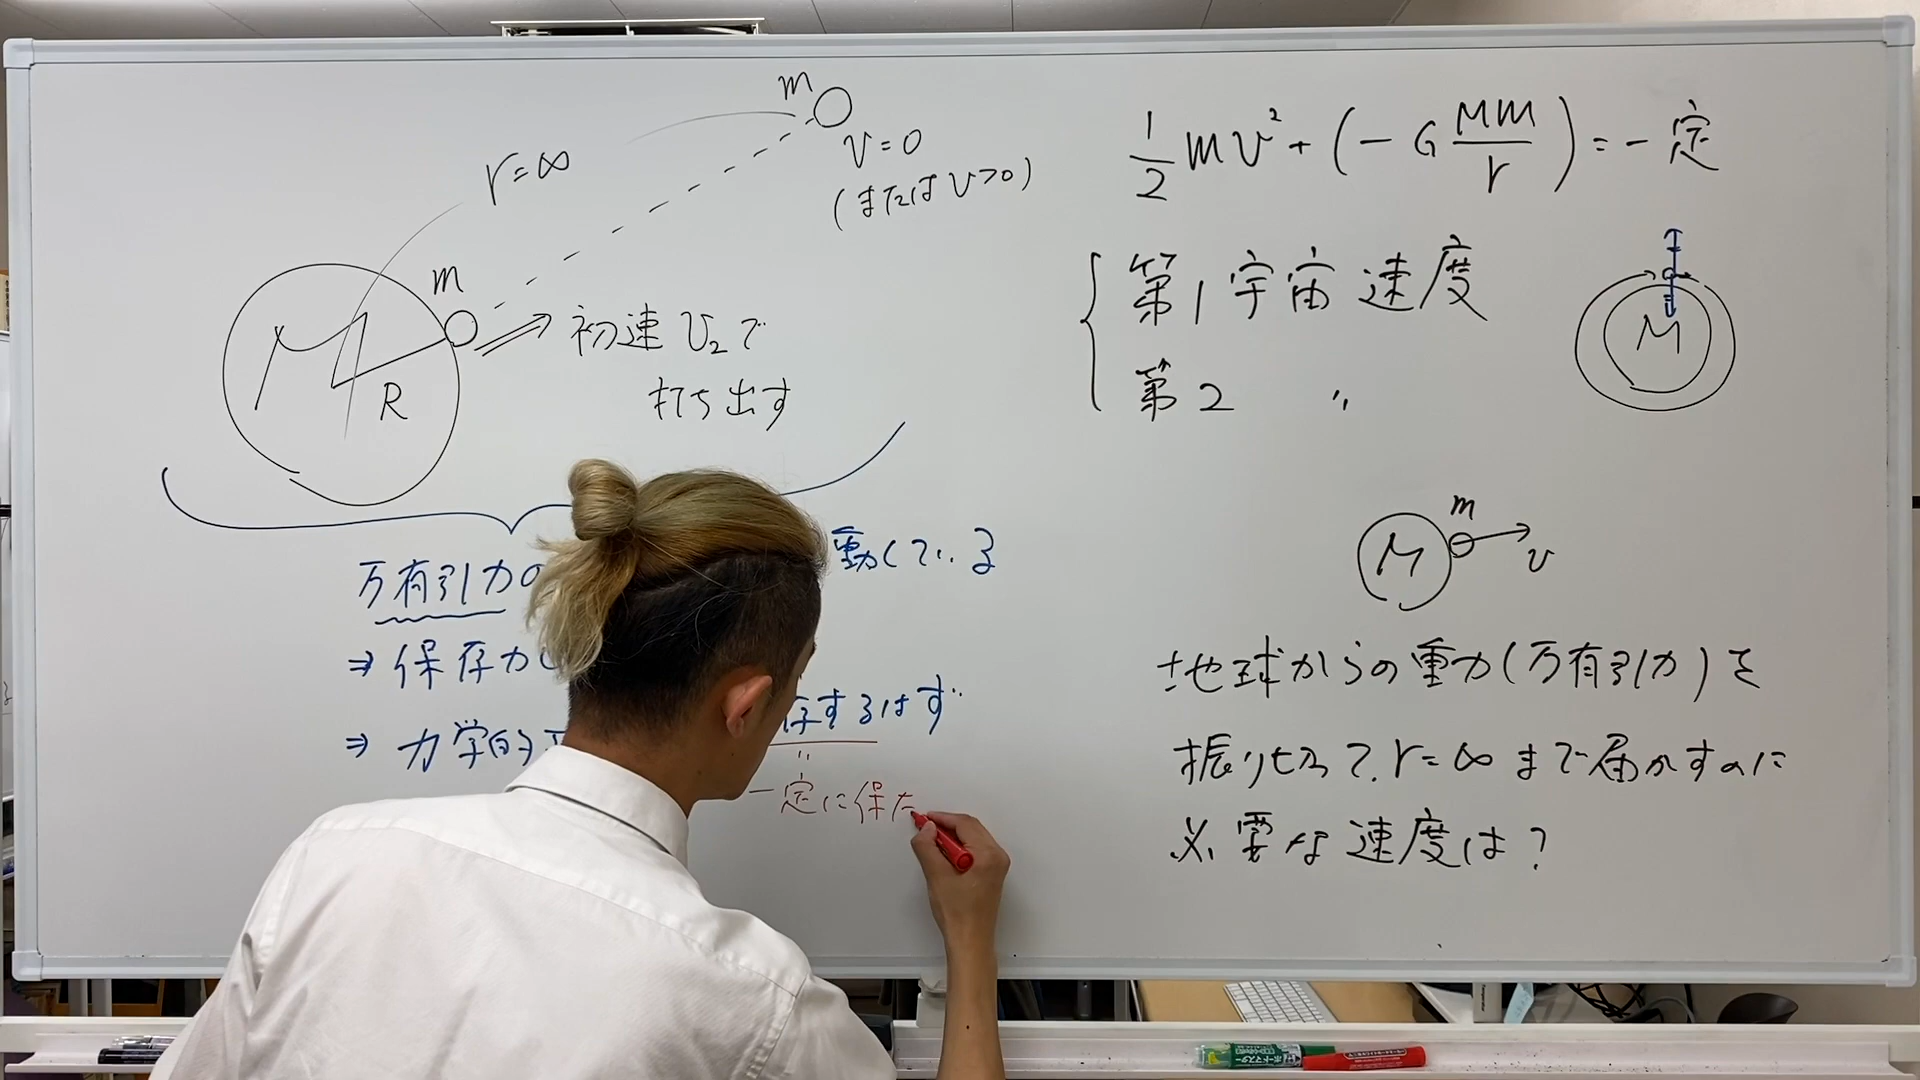 m
v=0
(またはv>0)
r=∞
m
M
R
初速 v₂で
打ち出す
万有引力の
動いている
⇒ 保存力
存するはず
⇒ 力学的
一定に保た
1/2 mv² + (-G Mm/r) = 一定
第1宇宙速度
第2 〃
M
m
M
v
地球からの重力(万有引力)を
振り切って、r=∞まで届かすのに
必要な速度は?